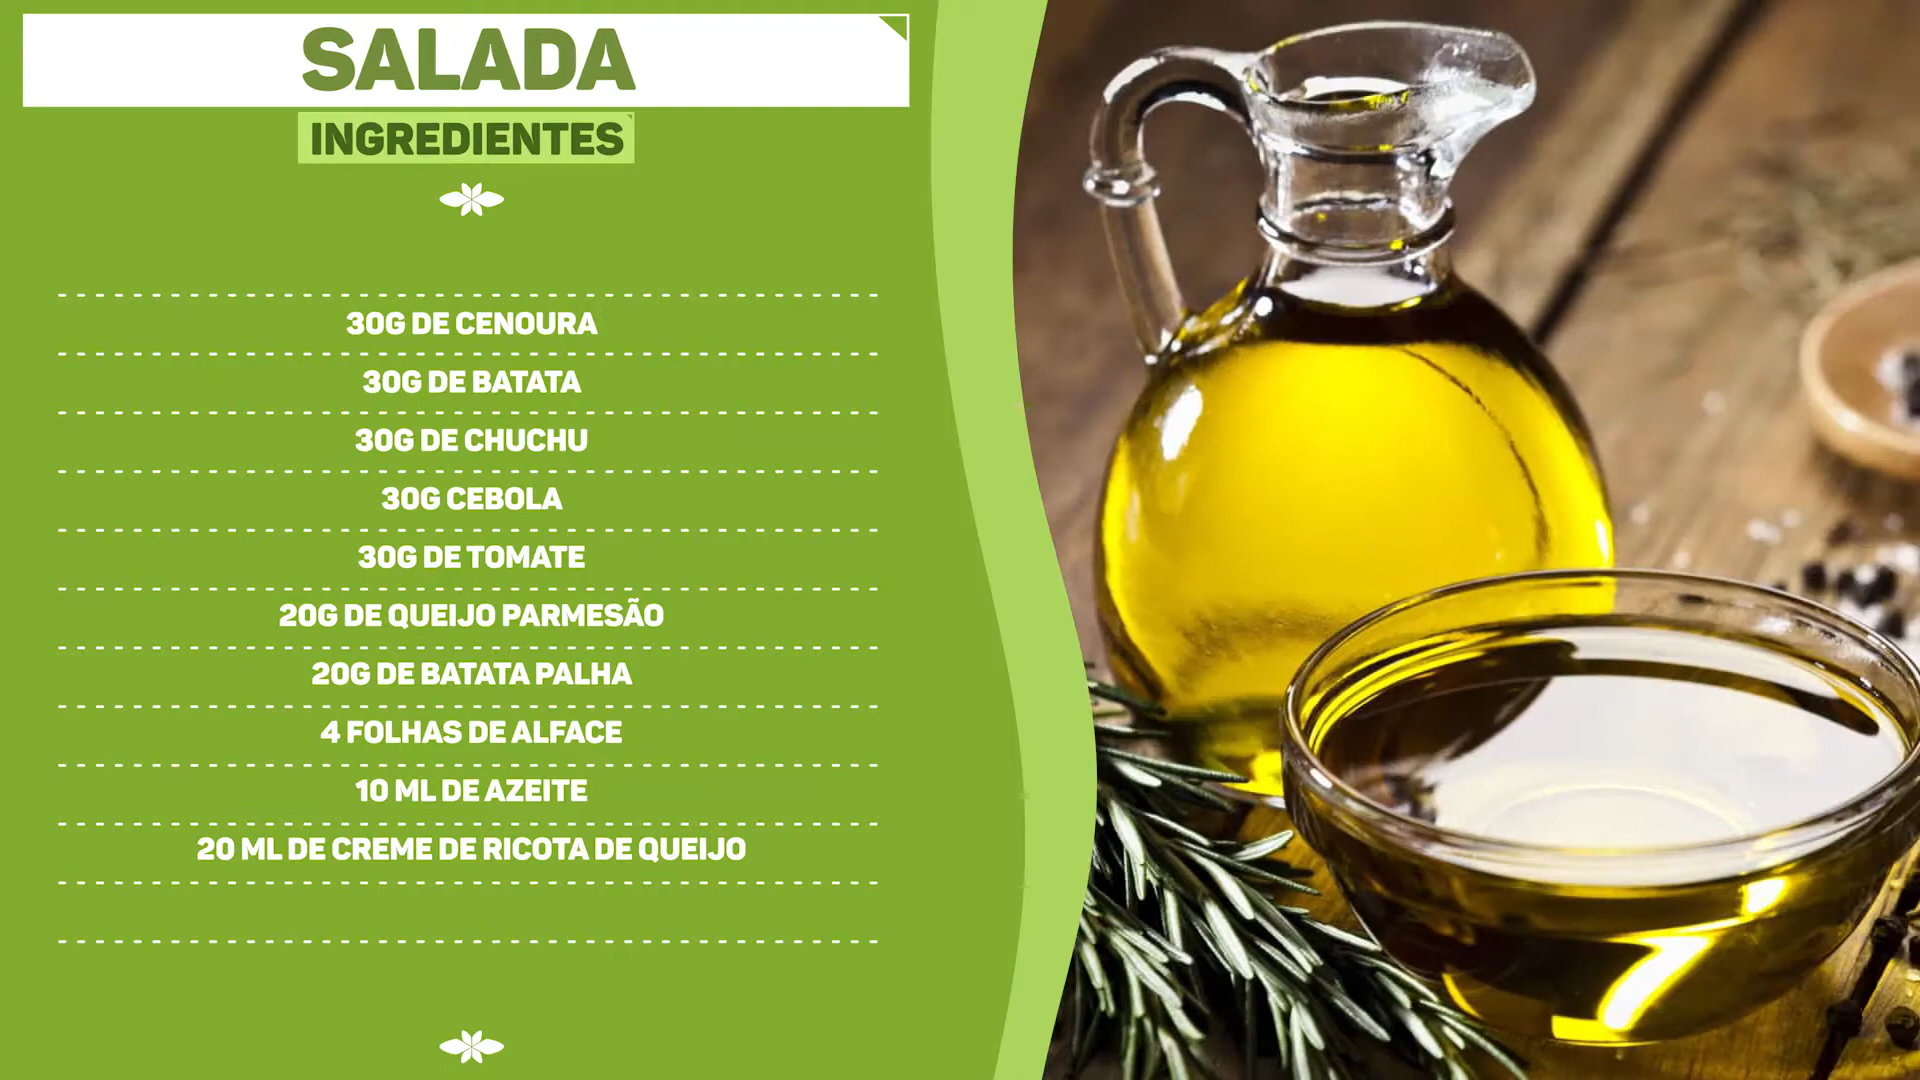 SALADA
INGREDIENTES
30G DE CENOURA
30G DE BATATA
30G DE CHUCHU
30G CEBOLA
30G DE TOMATE
20G DE QUEIJO PARMESÃO
20G DE BATATA PALHA
4 FOLHAS DE ALFACE
10 ML DE AZEITE
20 ML DE CREME DE RICOTA DE QUEIJO